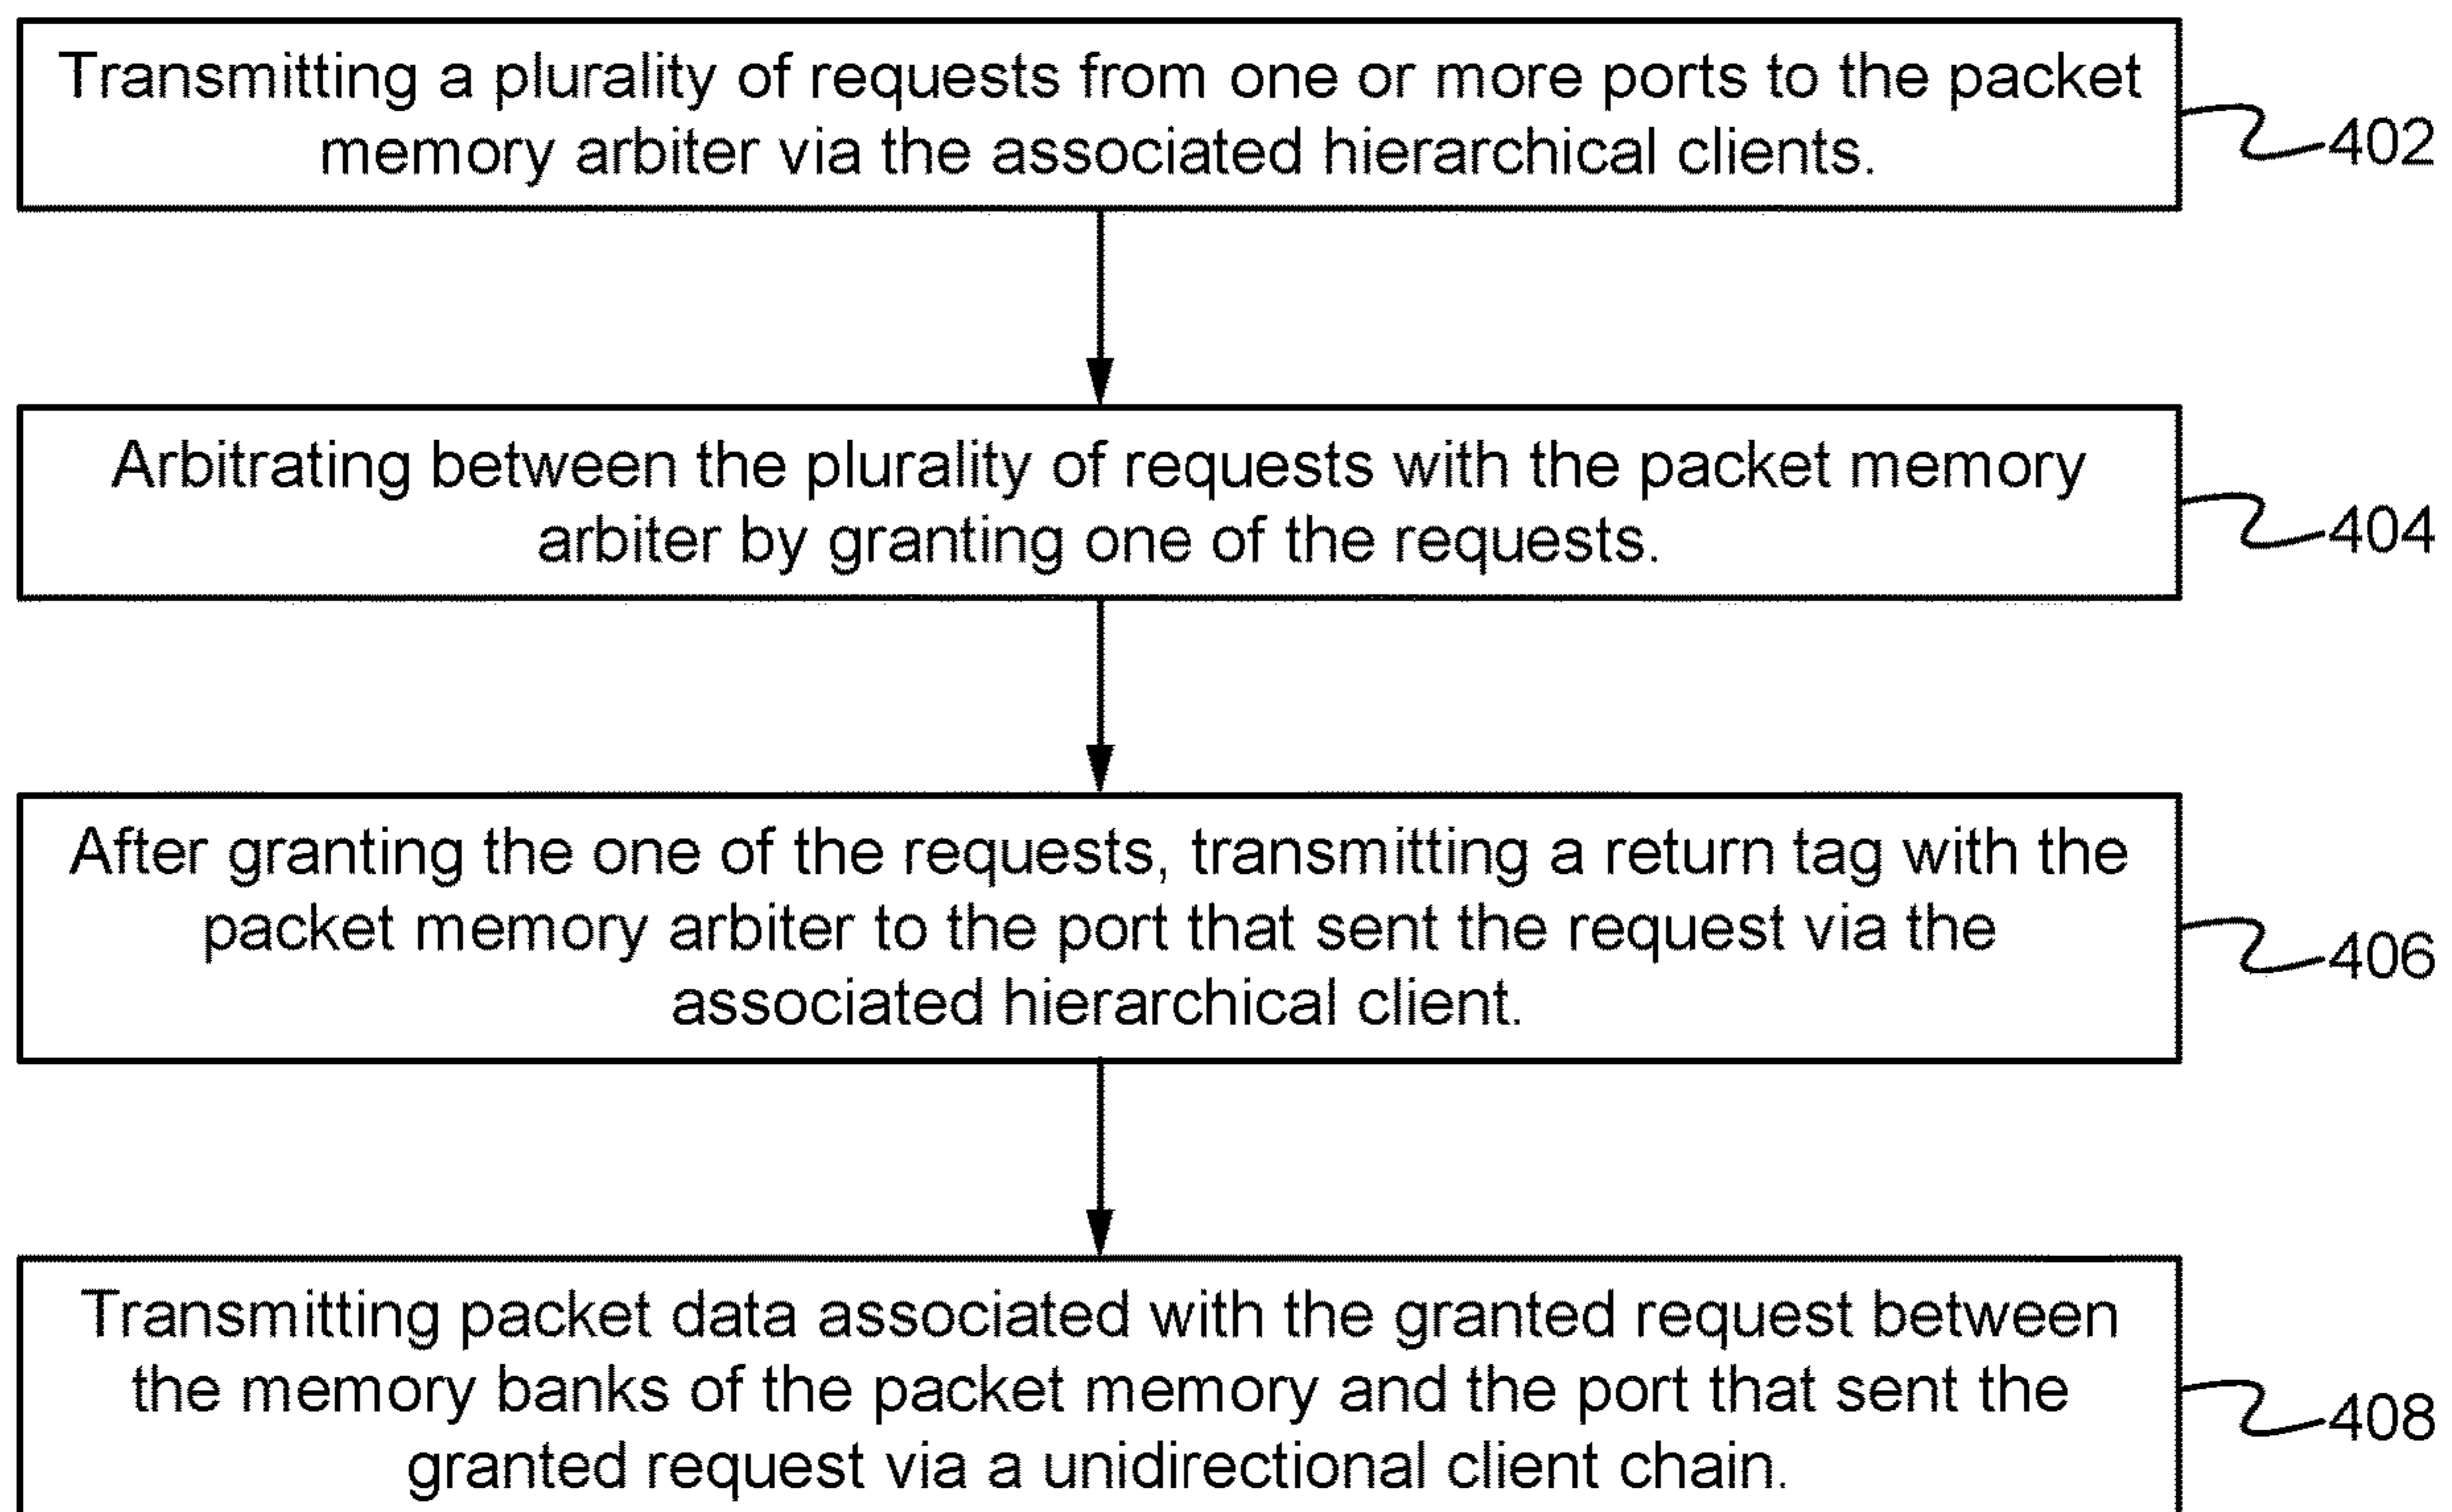 Transmitting a plurality of requests from one or more ports to the packet
memory arbiter via the associated hierarchical clients.
402
Arbitrating between the plurality of requests with the packet memory
arbiter by granting one of the requests.
404
After granting the one of the requests, transmitting a return tag with the
packet memory arbiter to the port that sent the request via the
associated hierarchical client.
406
Transmitting packet data associated with the granted request between
the memory banks of the packet memory and the port that sent the
granted request via a unidirectional client chain.
408